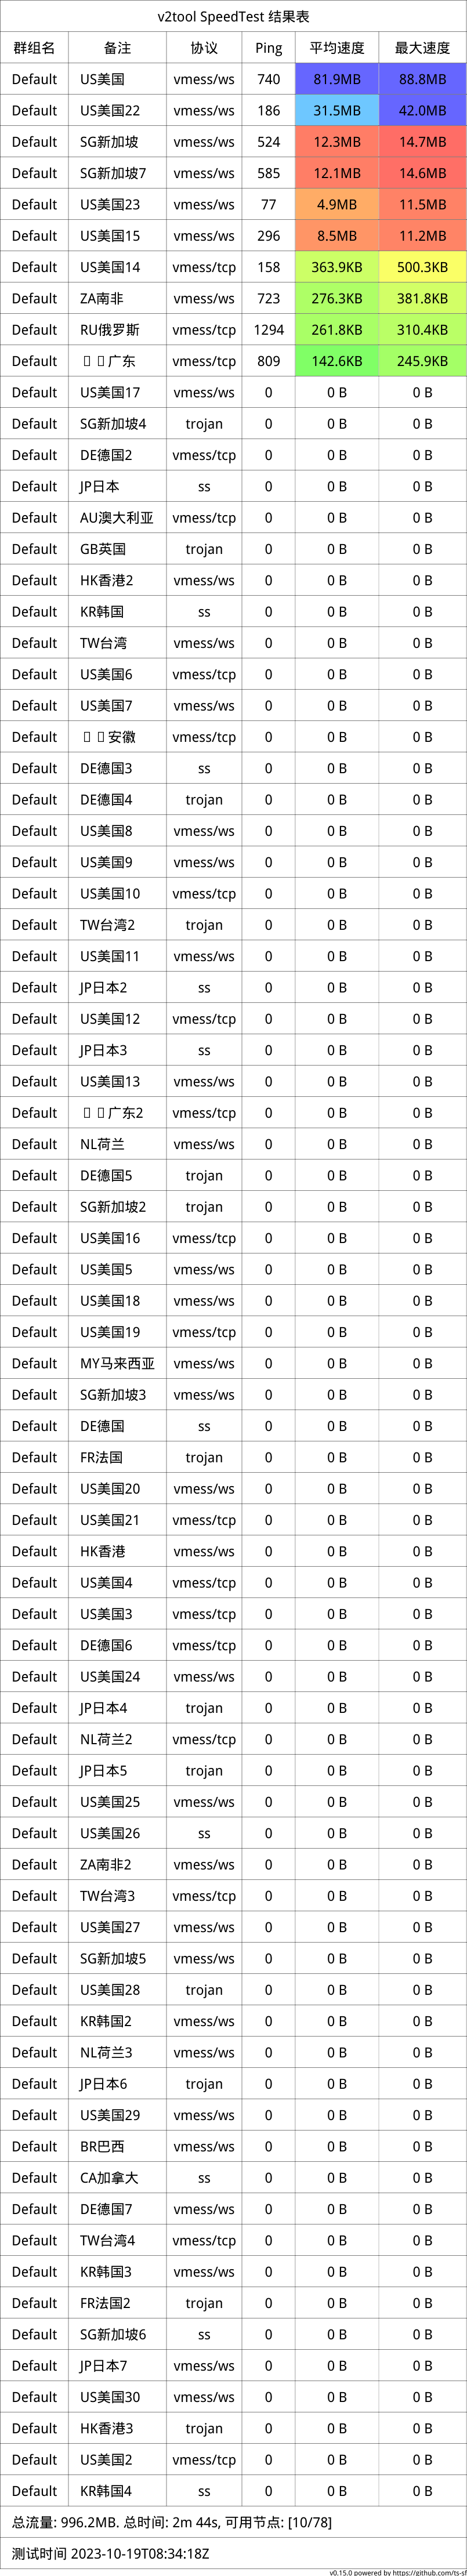 v2tool SpeedTest 结果表
群组名 备注 协议 Ping 平均速度 最大速度
Default US美国 vmess/ws 740 81.9MB 88.8MB
Default US美国22 vmess/ws 186 31.5MB 42.0MB
Default SG新加坡 vmess/ws 524 12.3MB 14.7MB
Default SG新加坡7 vmess/ws 585 12.1MB 14.6MB
Default US美国23 vmess/ws 77 4.9MB 11.5MB
Default US美国15 vmess/ws 296 8.5MB 11.2MB
Default US美国14 vmess/tcp 158 363.9KB 500.3KB
Default ZA南非 vmess/ws 723 276.3KB 381.8KB
Default RU俄罗斯 vmess/tcp 1294 261.8KB 310.4KB
Default 广东 vmess/tcp 809 142.6KB 245.9KB
Default US美国17 vmess/ws 0 0 B 0 B
Default SG新加坡4 trojan 0 0 B 0 B
Default DE德国2 vmess/tcp 0 0 B 0 B
Default JP日本 ss 0 0 B 0 B
Default AU澳大利亚 vmess/tcp 0 0 B 0 B
Default GB英国 trojan 0 0 B 0 B
Default HK香港2 vmess/ws 0 0 B 0 B
Default KR韩国 ss 0 0 B 0 B
Default TW台湾 vmess/ws 0 0 B 0 B
Default US美国6 vmess/tcp 0 0 B 0 B
Default US美国7 vmess/ws 0 0 B 0 B
Default 安徽 vmess/tcp 0 0 B 0 B
Default DE德国3 ss 0 0 B 0 B
Default DE德国4 trojan 0 0 B 0 B
Default US美国8 vmess/ws 0 0 B 0 B
Default US美国9 vmess/ws 0 0 B 0 B
Default US美国10 vmess/tcp 0 0 B 0 B
Default TW台湾2 trojan 0 0 B 0 B
Default US美国11 vmess/ws 0 0 B 0 B
Default JP日本2 ss 0 0 B 0 B
Default US美国12 vmess/tcp 0 0 B 0 B
Default JP日本3 ss 0 0 B 0 B
Default US美国13 vmess/ws 0 0 B 0 B
Default 广东2 vmess/tcp 0 0 B 0 B
Default NL荷兰 vmess/ws 0 0 B 0 B
Default DE德国5 trojan 0 0 B 0 B
Default SG新加坡2 trojan 0 0 B 0 B
Default US美国16 vmess/tcp 0 0 B 0 B
Default US美国5 vmess/ws 0 0 B 0 B
Default US美国18 vmess/ws 0 0 B 0 B
Default US美国19 vmess/tcp 0 0 B 0 B
Default MY马来西亚 vmess/ws 0 0 B 0 B
Default SG新加坡3 vmess/ws 0 0 B 0 B
Default DE德国 ss 0 0 B 0 B
Default FR法国 trojan 0 0 B 0 B
Default US美国20 vmess/ws 0 0 B 0 B
Default US美国21 vmess/tcp 0 0 B 0 B
Default HK香港 vmess/ws 0 0 B 0 B
Default US美国4 vmess/tcp 0 0 B 0 B
Default US美国3 vmess/tcp 0 0 B 0 B
Default DE德国6 vmess/tcp 0 0 B 0 B
Default US美国24 vmess/ws 0 0 B 0 B
Default JP日本4 trojan 0 0 B 0 B
Default NL荷兰2 vmess/tcp 0 0 B 0 B
Default JP日本5 trojan 0 0 B 0 B
Default US美国25 vmess/ws 0 0 B 0 B
Default US美国26 ss 0 0 B 0 B
Default ZA南非2 vmess/ws 0 0 B 0 B
Default TW台湾3 vmess/tcp 0 0 B 0 B
Default US美国27 vmess/ws 0 0 B 0 B
Default SG新加坡5 vmess/ws 0 0 B 0 B
Default US美国28 trojan 0 0 B 0 B
Default KR韩国2 vmess/ws 0 0 B 0 B
Default NL荷兰3 vmess/ws 0 0 B 0 B
Default JP日本6 trojan 0 0 B 0 B
Default US美国29 vmess/ws 0 0 B 0 B
Default BR巴西 vmess/ws 0 0 B 0 B
Default CA加拿大 ss 0 0 B 0 B
Default DE德国7 vmess/ws 0 0 B 0 B
Default TW台湾4 vmess/tcp 0 0 B 0 B
Default KR韩国3 vmess/ws 0 0 B 0 B
Default FR法国2 trojan 0 0 B 0 B
Default SG新加坡6 ss 0 0 B 0 B
Default JP日本7 vmess/ws 0 0 B 0 B
Default US美国30 vmess/ws 0 0 B 0 B
Default HK香港3 trojan 0 0 B 0 B
Default US美国2 vmess/tcp 0 0 B 0 B
Default KR韩国4 ss 0 0 B 0 B
总流量: 996.2MB. 总时间: 2m 44s, 可用节点: [10/78]
测试时间 2023-10-19T08:34:18Z
v0.15.0 powered by https://github.com/ts-sf